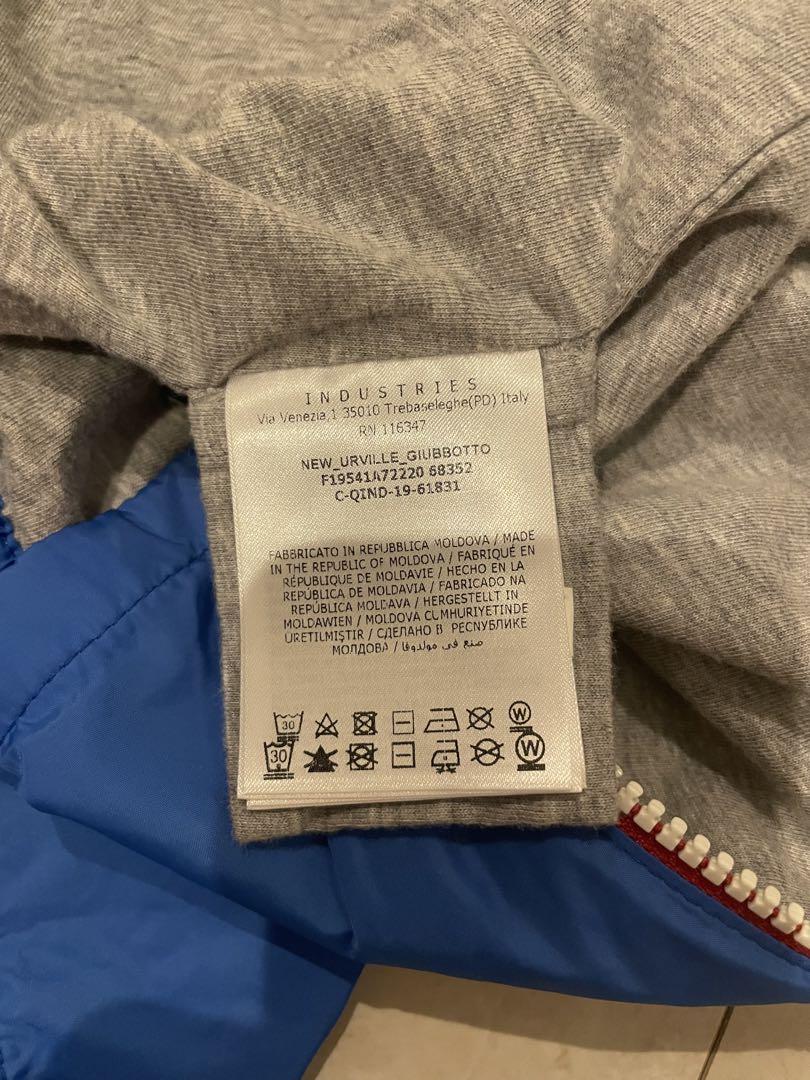 INDUSTRIES
Via Venezia,1 35010 Trebaseleghe(PD) Italy
RN 116347
NEW_URVILLE_GIUBBOTTO
F19541A72220 68352
C-QIND-19-61831
FABBRICATO IN REPUBBLICA MOLDOVA / MADE
IN THE REPUBLIC OF MOLDOVA / FABRIQUÉ EN
RÉPUBLIQUE DE MOLDAVIE / HECHO EN LA
REPÚBLICA DE MOLDAVIA / FABRICADO NA
REPÚBLICA MOLDAVA / HERGESTELLT IN
MOLDAWIEN / MOLDOVA CUMHURIYETINDE
ÜRETILMIŞTIR / СДЕЛАНО В РЕСПУБЛИКЕ
МОЛДОВА / صنع في مولدوفا
30 W
30 W